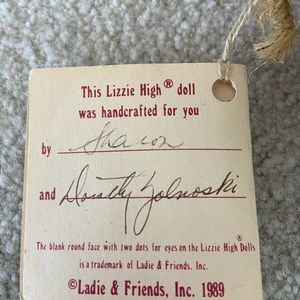 This Lizzie High® doll
was handcrafted for you
by Sharon
and Dorothy Yolnoski
The blank round face with two dots for eyes on the Lizzie High Dolls®
is a trademark of Ladie & Friends, Inc.
©Ladie & Friends, Inc. 1989